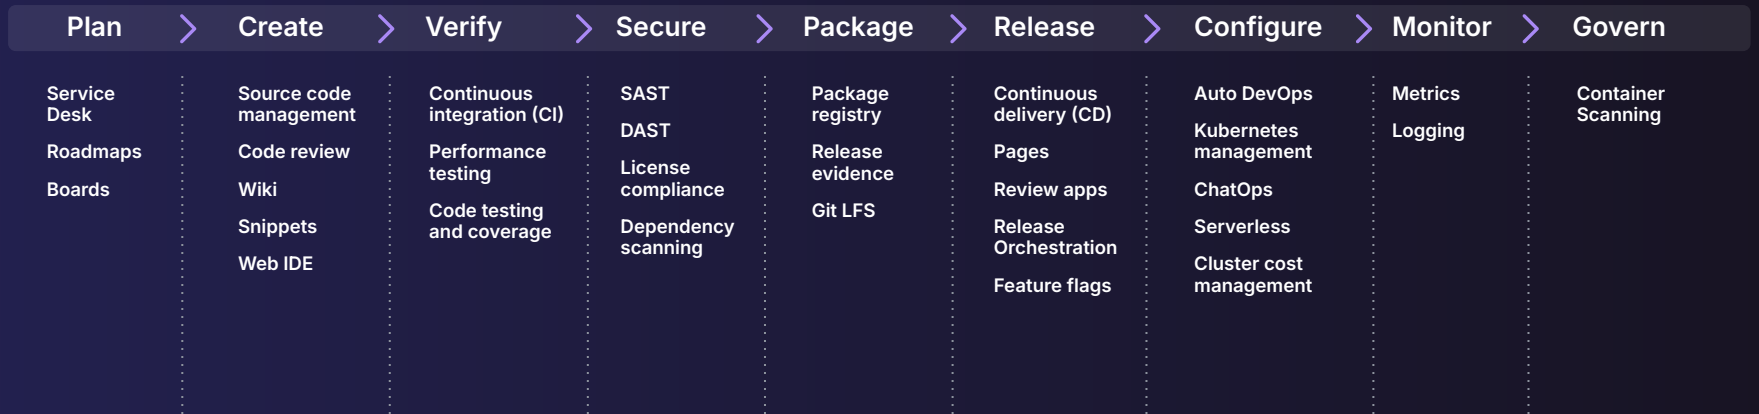 Plan
Create
Verify
Secure
Package
Release
Configure
Monitor
Govern
Service
Desk
Roadmaps
Boards
Source code
management
Code review
Wiki
Snippets
Web IDE
Continuous
integration (CI)
Performance
testing
Code testing
and coverage
SAST
DAST
License
compliance
Dependency
scanning
Package
registry
Release
evidence
Git LFS
Continuous
delivery (CD)
Pages
Review apps
Release
Orchestration
Feature flags
Auto DevOps
Kubernetes
management
ChatOps
Serverless
Cluster cost
management
Metrics
Logging
Container
Scanning